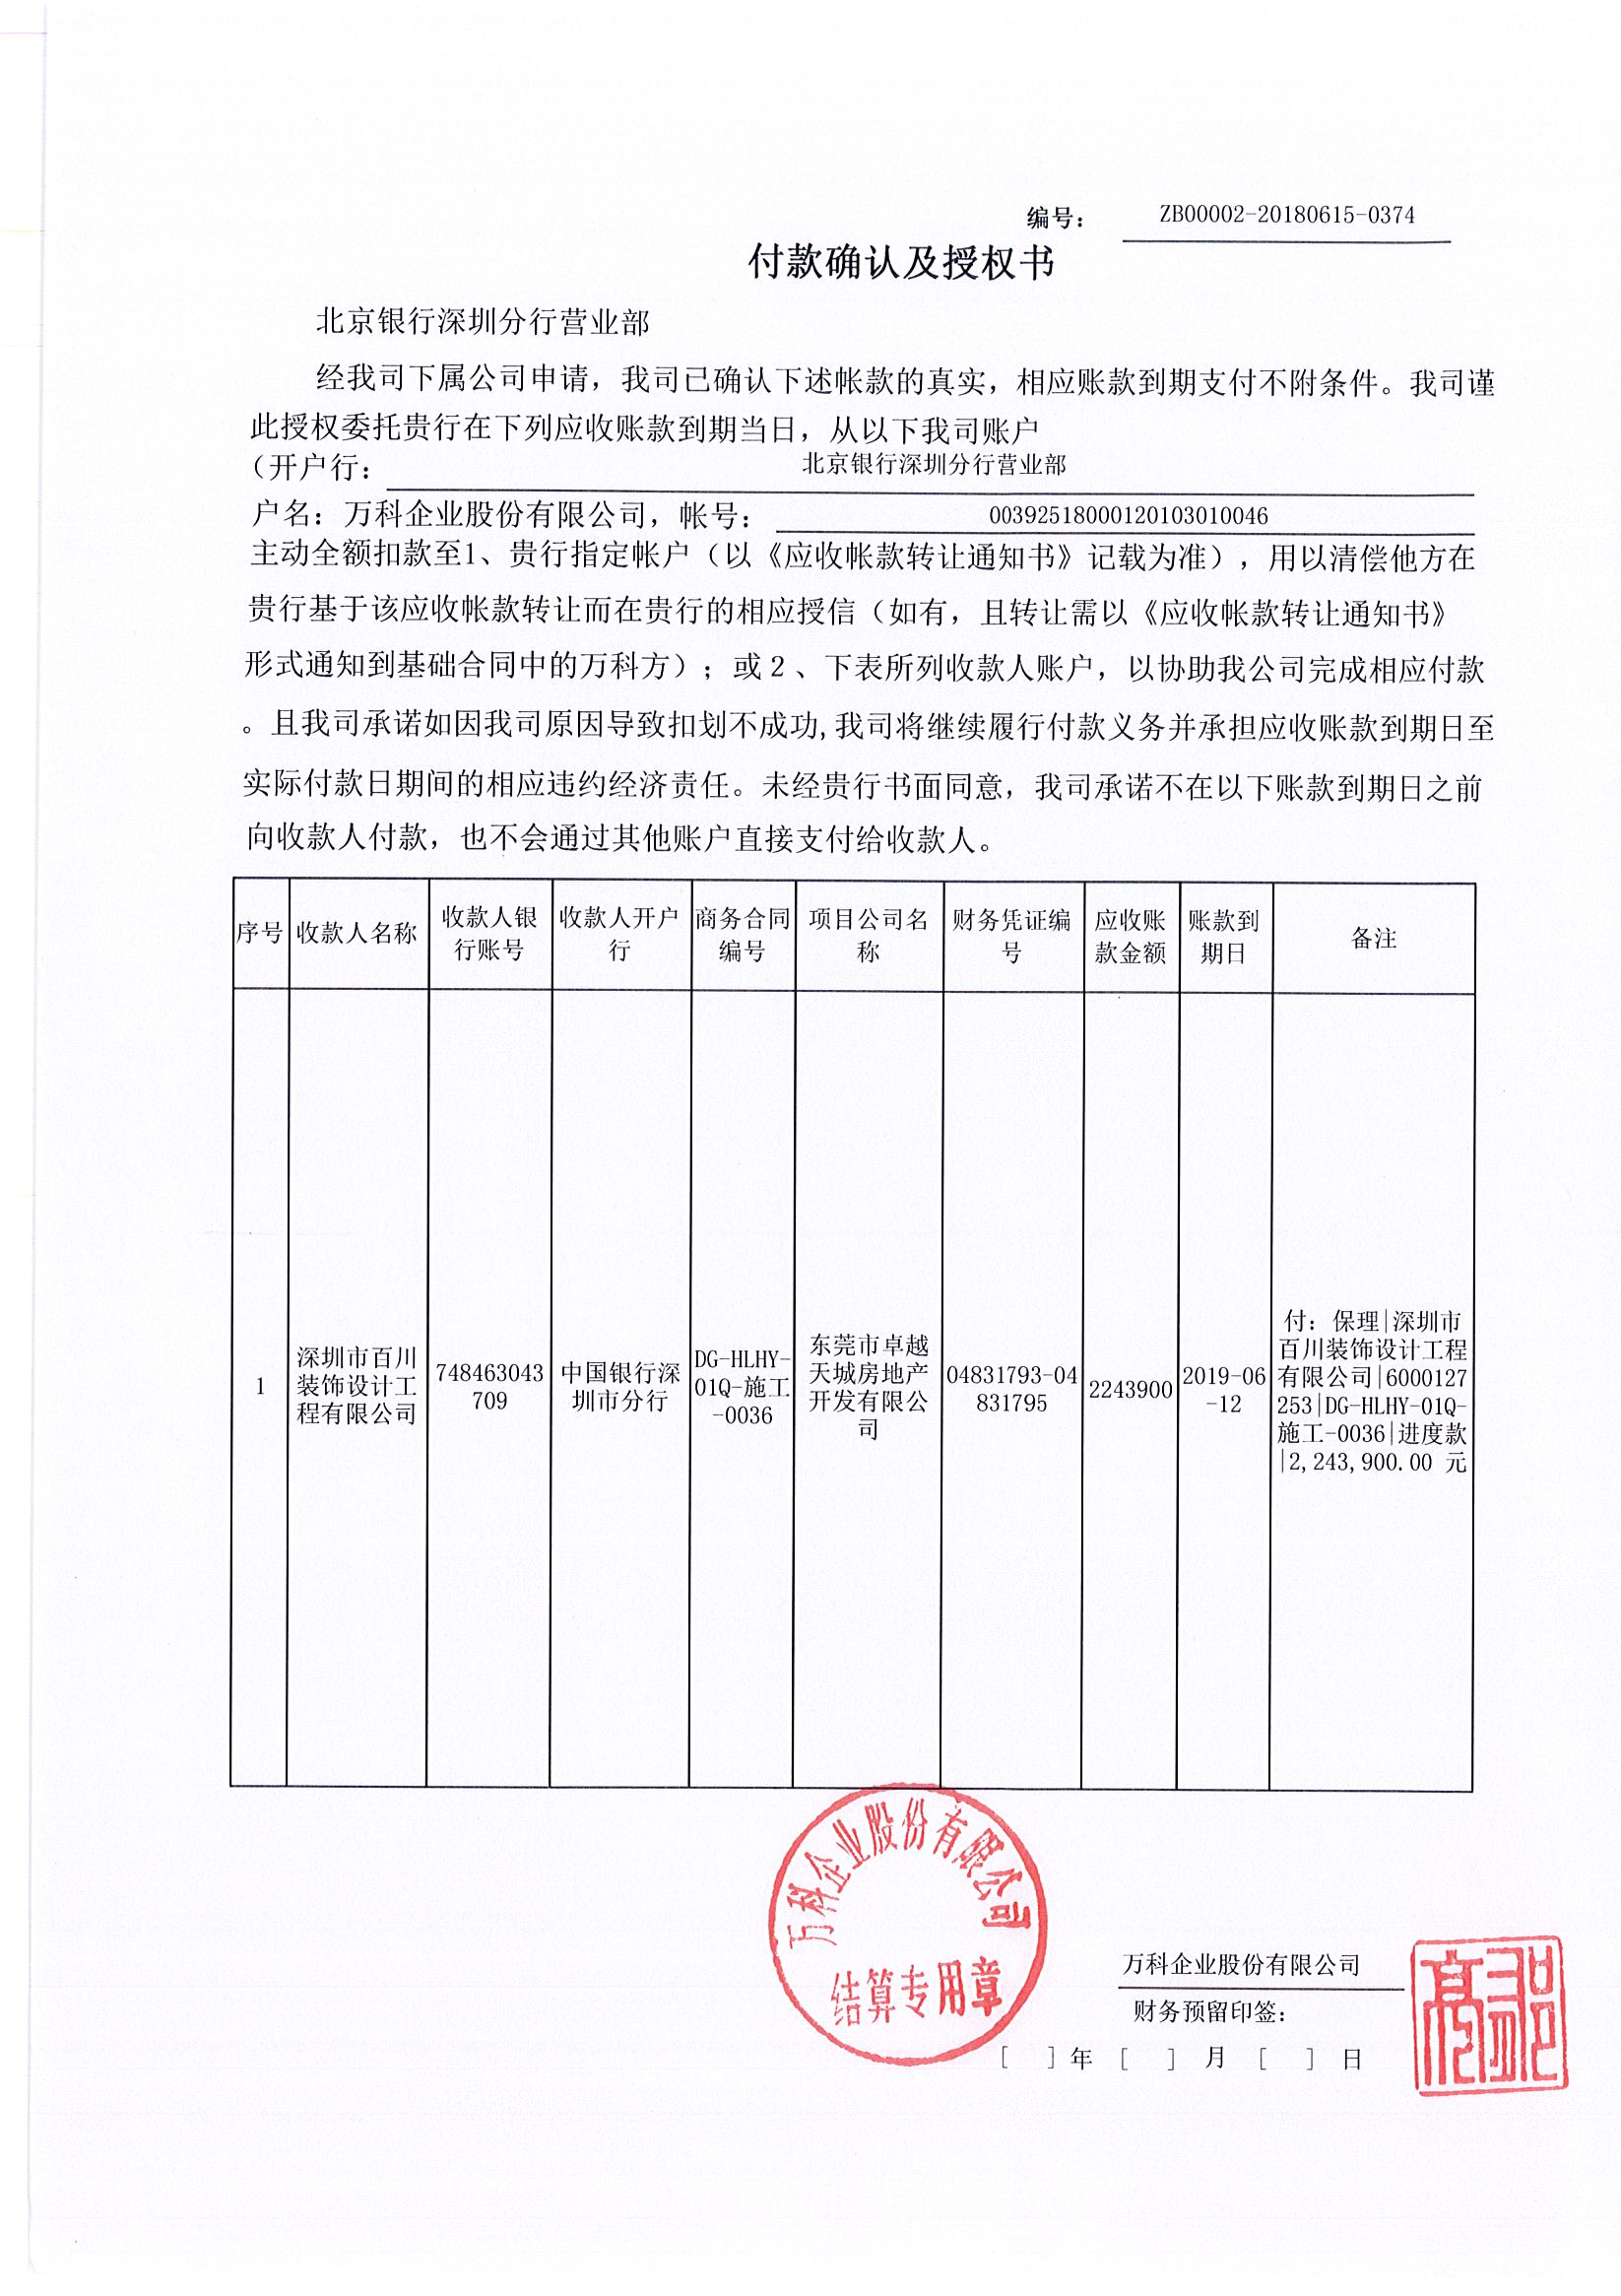 编号： ZB00002-20180615-0374
付款确认及授权书
北京银行深圳分行营业部
经我司下属公司申请，我司已确认下述帐款的真实，相应账款到期支付不附条件。我司谨
此授权委托贵行在下列应收账款到期当日，从以下我司账户
（开户行： 北京银行深圳分行营业部
户名：万科企业股份有限公司，帐号： 00392518000120103010046
主动全额扣款至1、贵行指定帐户（以《应收帐款转让通知书》记载为准），用以清偿他方在
贵行基于该应收帐款转让而在贵行的相应授信（如有，且转让需以《应收帐款转让通知书》
形式通知到基础合同中的万科方）；或２、下表所列收款人账户，以协助我公司完成相应付款
。且我司承诺如因我司原因导致扣划不成功,我司将继续履行付款义务并承担应收账款到期日至
实际付款日期间的相应违约经济责任。未经贵行书面同意，我司承诺不在以下账款到期日之前
向收款人付款，也不会通过其他账户直接支付给收款人。
序号
收款人名称
收款人银
行账号
收款人开户
行
商务合同
编号
项目公司名
称
财务凭证编
号
应收账
款金额
账款到
期日
备注
1
深圳市百川
装饰设计工
程有限公司
748463043
709
中国银行深
圳市分行
DG-HLHY-
01Q-施工
-0036
东莞市卓越
天城房地产
开发有限公
司
04831793-04
831795
2243900
2019-06
-12
付：保理|深圳市
百川装饰设计工程
有限公司|6000127
253|DG-HLHY-01Q-
施工-0036|进度款
|2,243,900.00 元
万科企业股份有限公司
结算专用章
万科企业股份有限公司
财务预留印签：
[ ] 年 [ ] 月 [ ] 日